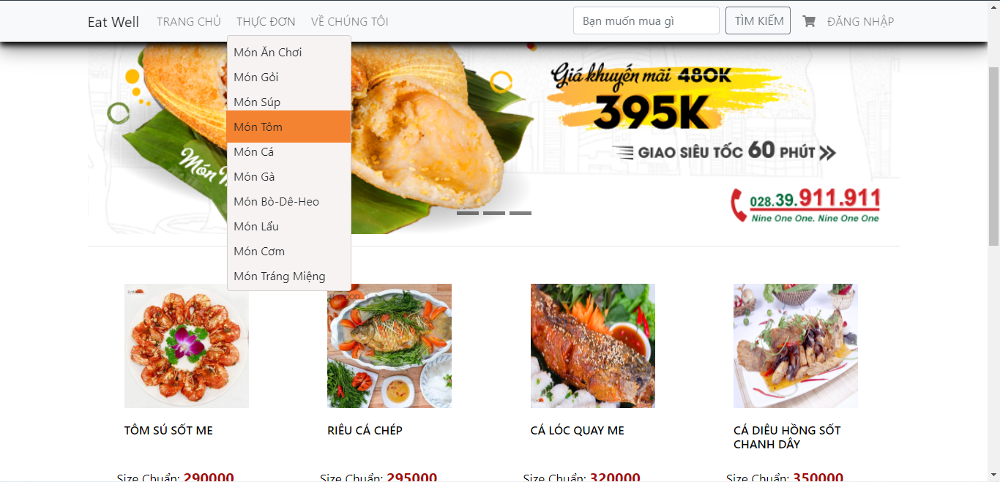 Eat Well TRANG CHỦ THỰC ĐƠN VỀ CHÚNG TÔI Bạn muốn mua gì TÌM KIẾM ĐĂNG NHẬP
Món Ăn Chơi
Món Gỏi
Món Súp
Món Tôm
Món Cá
Món Gà
Món Bò-Dê-Heo
Món Lẩu
Món Cơm
Món Tráng Miệng
Món
Giá khuyến mãi 480K
395K
GIAO SIÊU TỐC 60 PHÚT
028.39.911.911
Nine One One. Nine One One
TÔM SÚ SỐT ME
Size Chuẩn: 290000
RIÊU CÁ CHÉP
Size Chuẩn: 295000
CÁ LÓC QUAY ME
Size Chuẩn: 320000
CÁ DIÊU HỒNG SỐT
CHANH DÂY
Size Chuẩn: 350000